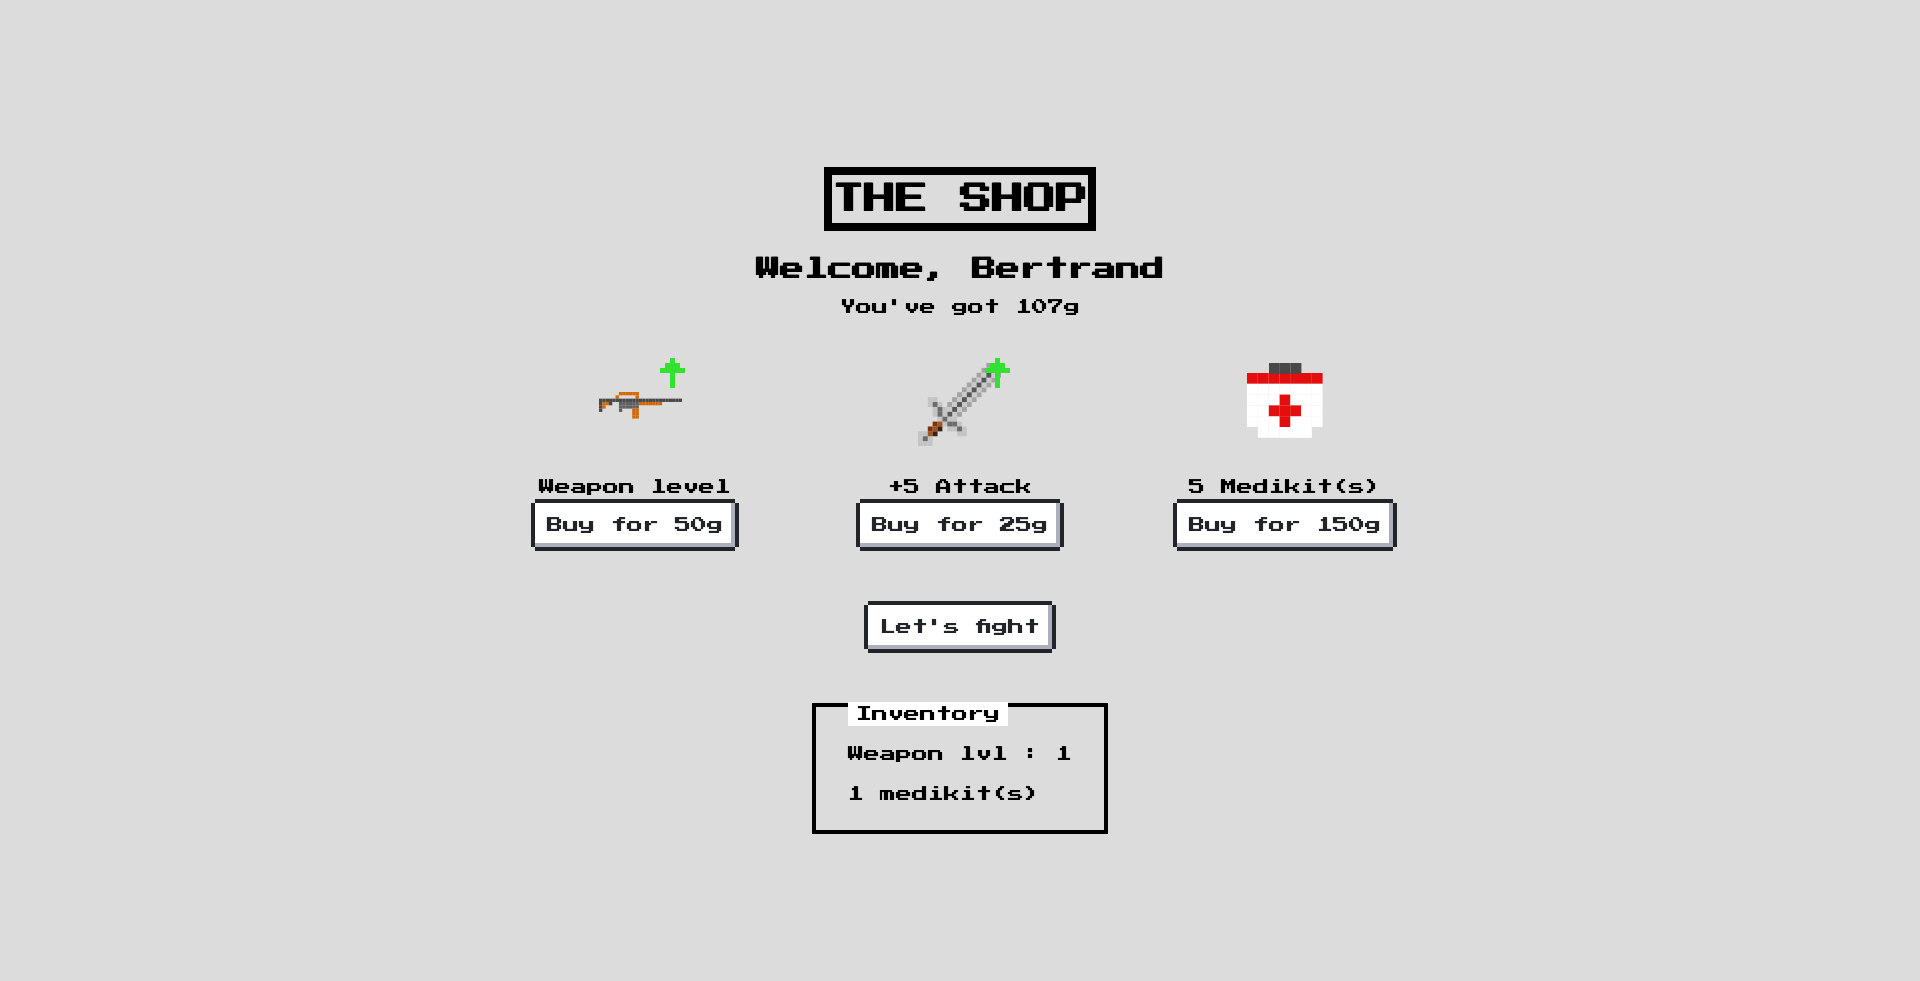 THE SHOP
Welcome, Bertrand
You've got 107g
Weapon level
+5 Attack
5 Medikit(s)
Buy for 50g
Buy for 25g
Buy for 150g
Let's fight
Inventory
Weapon lvl : 1
1 medikit(s)